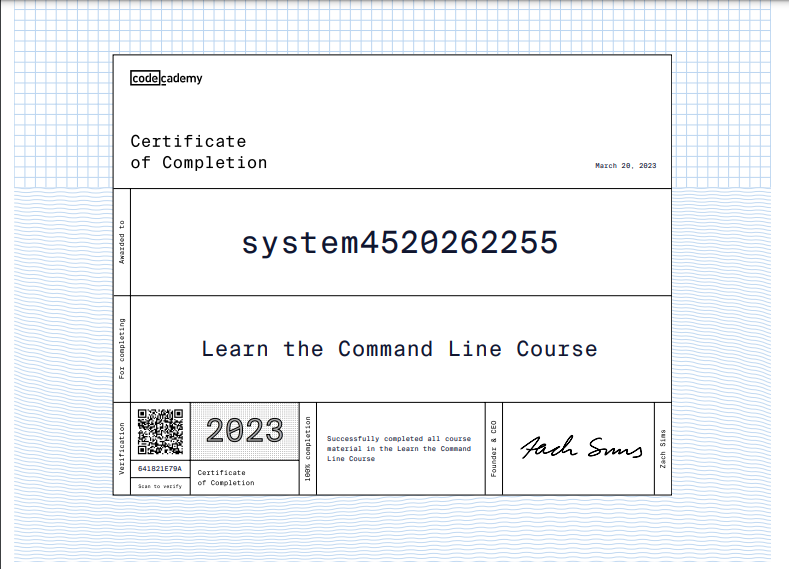 codecademy
Certificate
of Completion
March 20, 2023
Awarded to
system4520262255
For completing
Learn the Command Line Course
Verification
641821E79A
Scan to verify
2023
Certificate
of Completion
100% completion
Successfully completed all course
material in the Learn the Command
Line Course
Founder & CEO
Zach Sims
Zach Sims